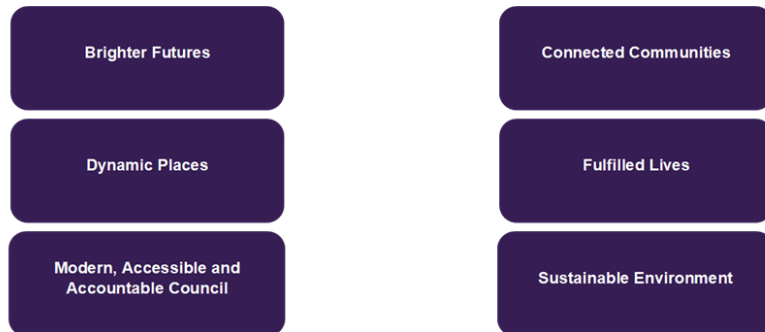 Brighter Futures
Connected Communities
Dynamic Places
Fulfilled Lives
Modern, Accessible and
Accountable Council
Sustainable Environment